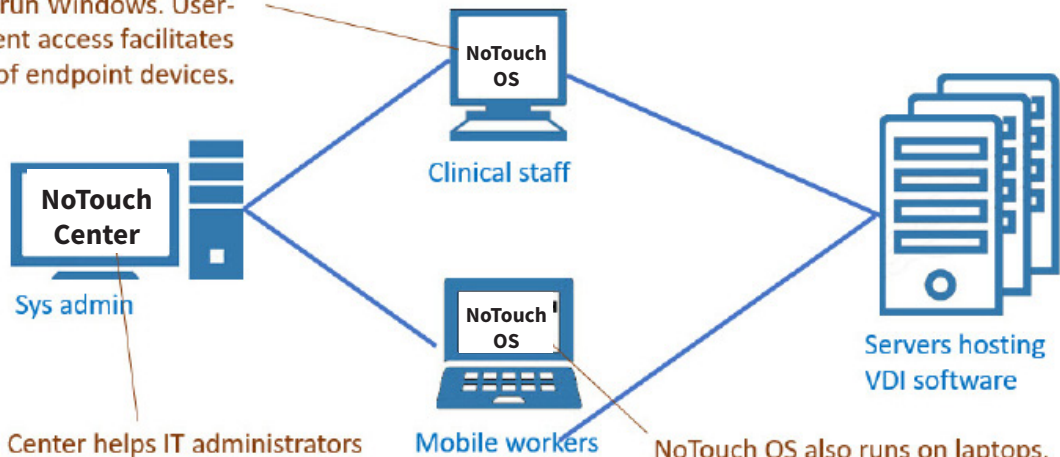 run Windows. User-
ent access facilitates
of endpoint devices.
NoTouch
OS
Clinical staff
NoTouch
Center
Sys admin
NoTouch
OS
Servers hosting
VDI software
Center helps IT administrators
Mobile workers
NoTouch OS also runs on laptops.